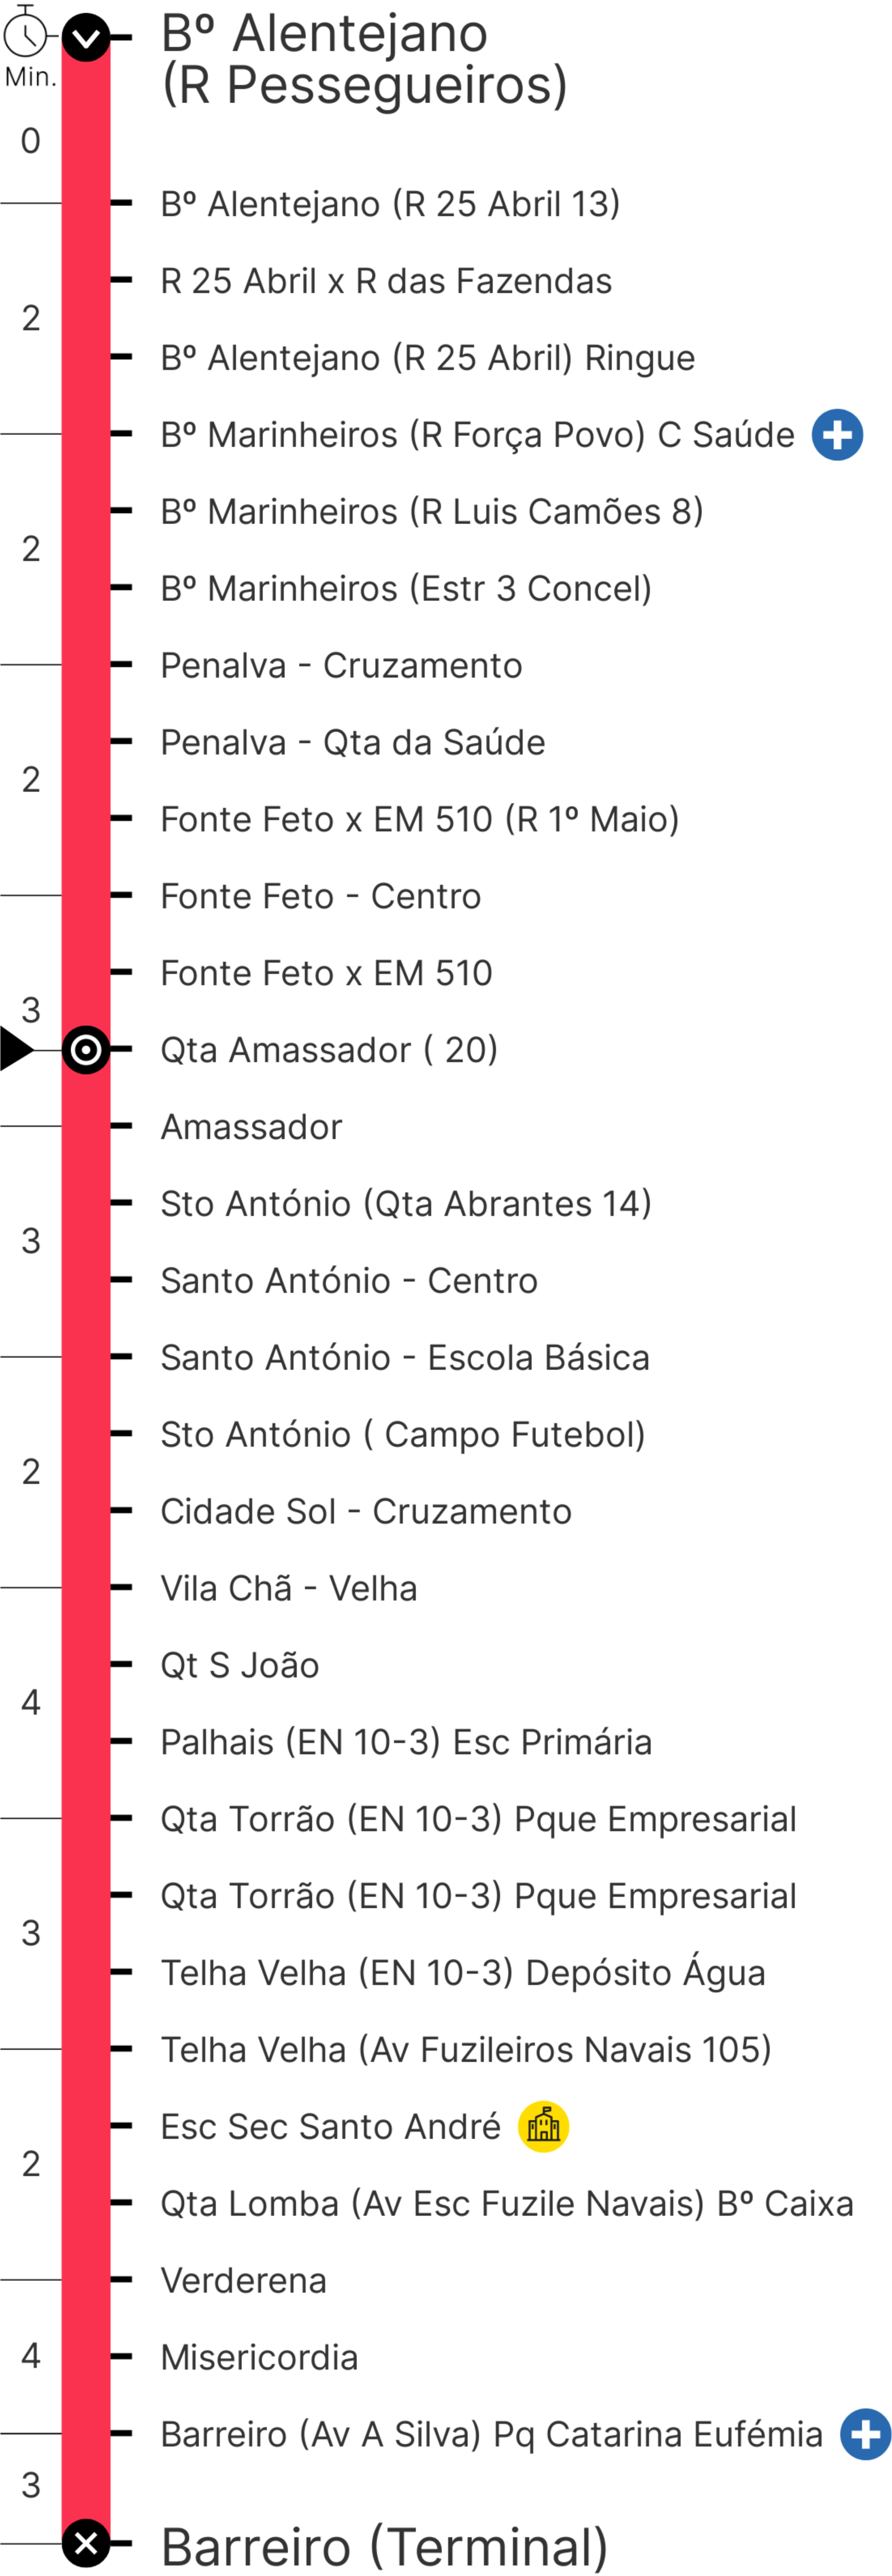 Bº Alentejano
(R Pessegueiros)
Min.
0
Bº Alentejano (R 25 Abril 13)
R 25 Abril x R das Fazendas
2
Bº Alentejano (R 25 Abril) Ringue
Bº Marinheiros (R Força Povo) C Saúde
Bº Marinheiros (R Luis Camões 8)
2
Bº Marinheiros (Estr 3 Concel)
Penalva - Cruzamento
Penalva - Qta da Saúde
2
Fonte Feto x EM 510 (R 1º Maio)
Fonte Feto - Centro
Fonte Feto x EM 510
3
Qta Amassador ( 20)
Amassador
Sto António (Qta Abrantes 14)
3
Santo António - Centro
Santo António - Escola Básica
Sto António ( Campo Futebol)
2
Cidade Sol - Cruzamento
Vila Chã - Velha
Qt S João
4
Palhais (EN 10-3) Esc Primária
Qta Torrão (EN 10-3) Pque Empresarial
Qta Torrão (EN 10-3) Pque Empresarial
3
Telha Velha (EN 10-3) Depósito Água
Telha Velha (Av Fuzileiros Navais 105)
Esc Sec Santo André
2
Qta Lomba (Av Esc Fuzile Navais) Bº Caixa
Verderena
4
Misericordia
Barreiro (Av A Silva) Pq Catarina Eufémia
3
Barreiro (Terminal)